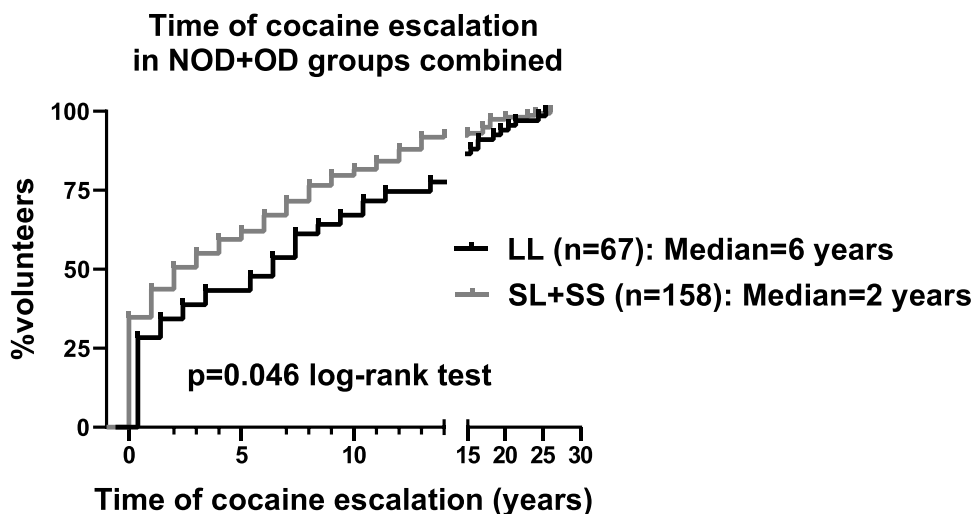 Time of cocaine escalation
in NOD+OD groups combined
100
75
50
25
0
%volunteers
LL (n=67): Median=6 years
SL+SS (n=158): Median=2 years
p=0.046 log-rank test
0 5 10 15 20 25 30
Time of cocaine escalation (years)